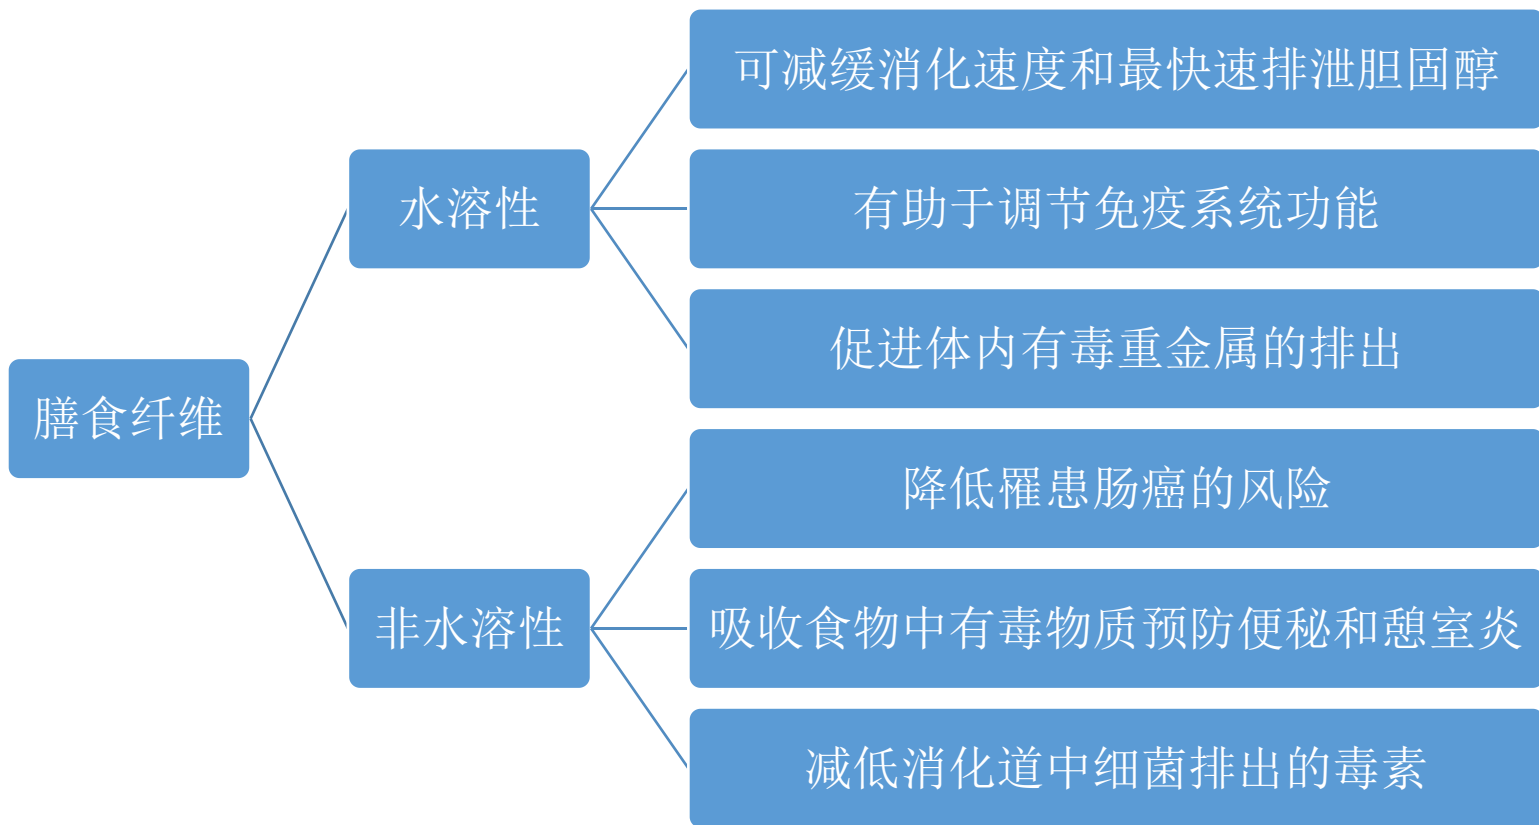 可减缓消化速度和最快速排泄胆固醇
水溶性
有助于调节免疫系统功能
促进体内有毒重金属的排出
膳食纤维
降低罹患肠癌的风险
非水溶性
吸收食物中有毒物质预防便秘和憩室炎
减低消化道中细菌排出的毒素